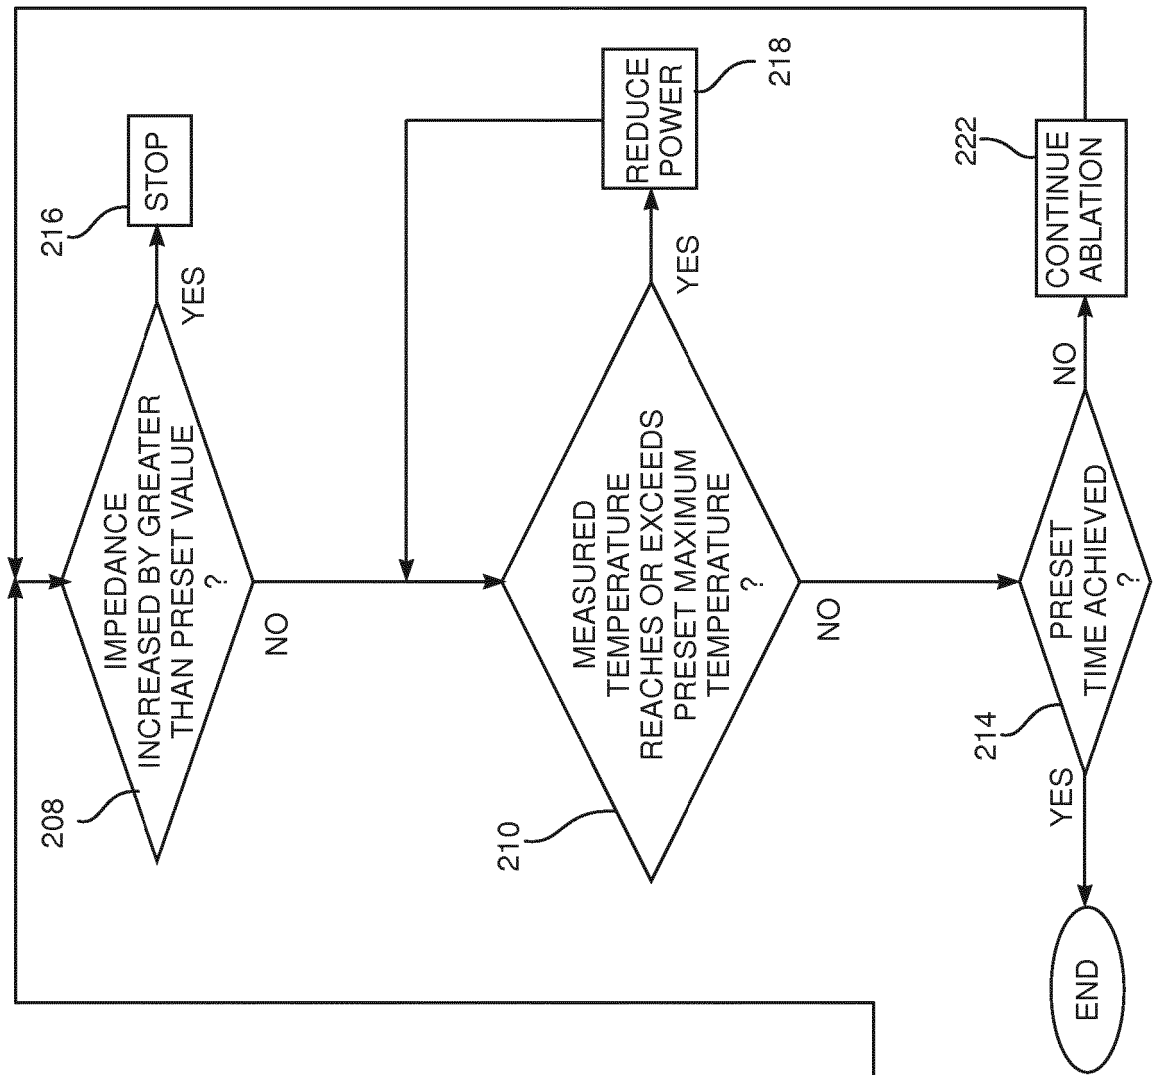 208
IMPEDANCE
INCREASED BY GREATER
THAN PRESET VALUE
?
YES
216
STOP
NO
210
MEASURED
TEMPERATURE
REACHES OR EXCEEDS
PRESET MAXIMUM
TEMPERATURE
?
YES
REDUCE
POWER
218
NO
214
PRESET
TIME ACHIEVED
?
NO
222
CONTINUE
ABLATION
YES
END